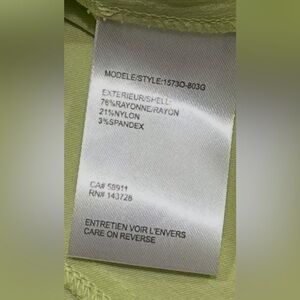 MODELE/STYLE:1573O-803G
EXTERIEUR/SHELL:
76%RAYONNE/RAYON
21%NYLON
3%SPANDEX
CA# 58911
RN# 143728
ENTRETIEN VOIR L'ENVERS
CARE ON REVERSE